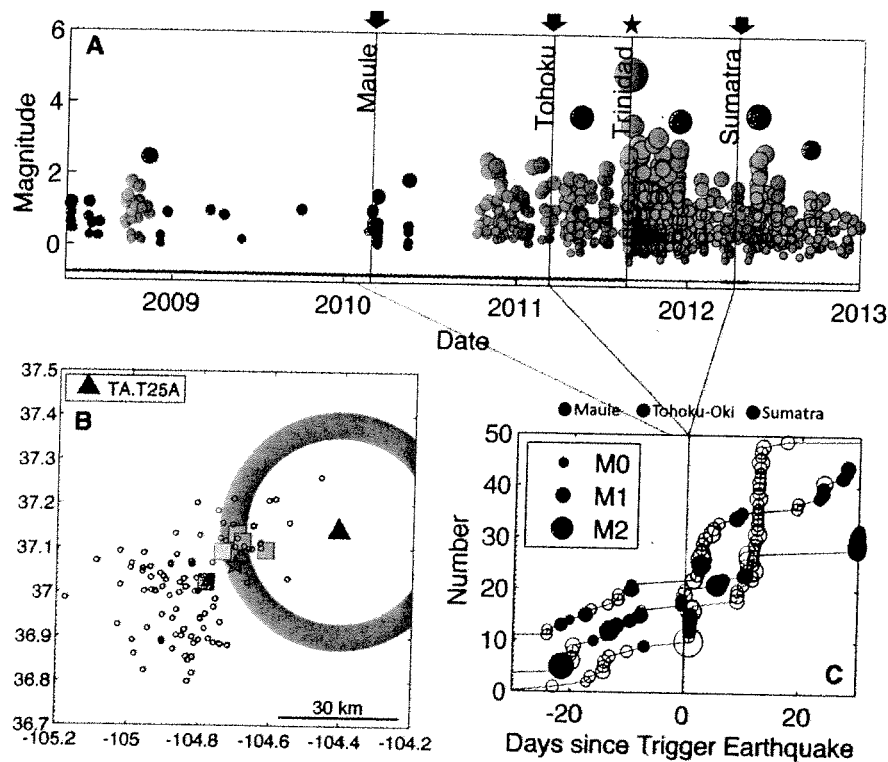 A
Magnitude
6
4
2
0
Maule
Tohoku
Trinidad
Sumatra
2009
2010
2011
2012
2013
Date
B
TA.T25A
37.5
37.4
37.3
37.2
37.1
37
36.9
36.8
36.7
-105.2
-105
-104.8
-104.6
-104.4
-104.2
30 km
Maule
Tohoku-Oki
Sumatra
M0
M1
M2
Number
50
40
30
20
10
0
C
-20
0
20
Days since Trigger Earthquake